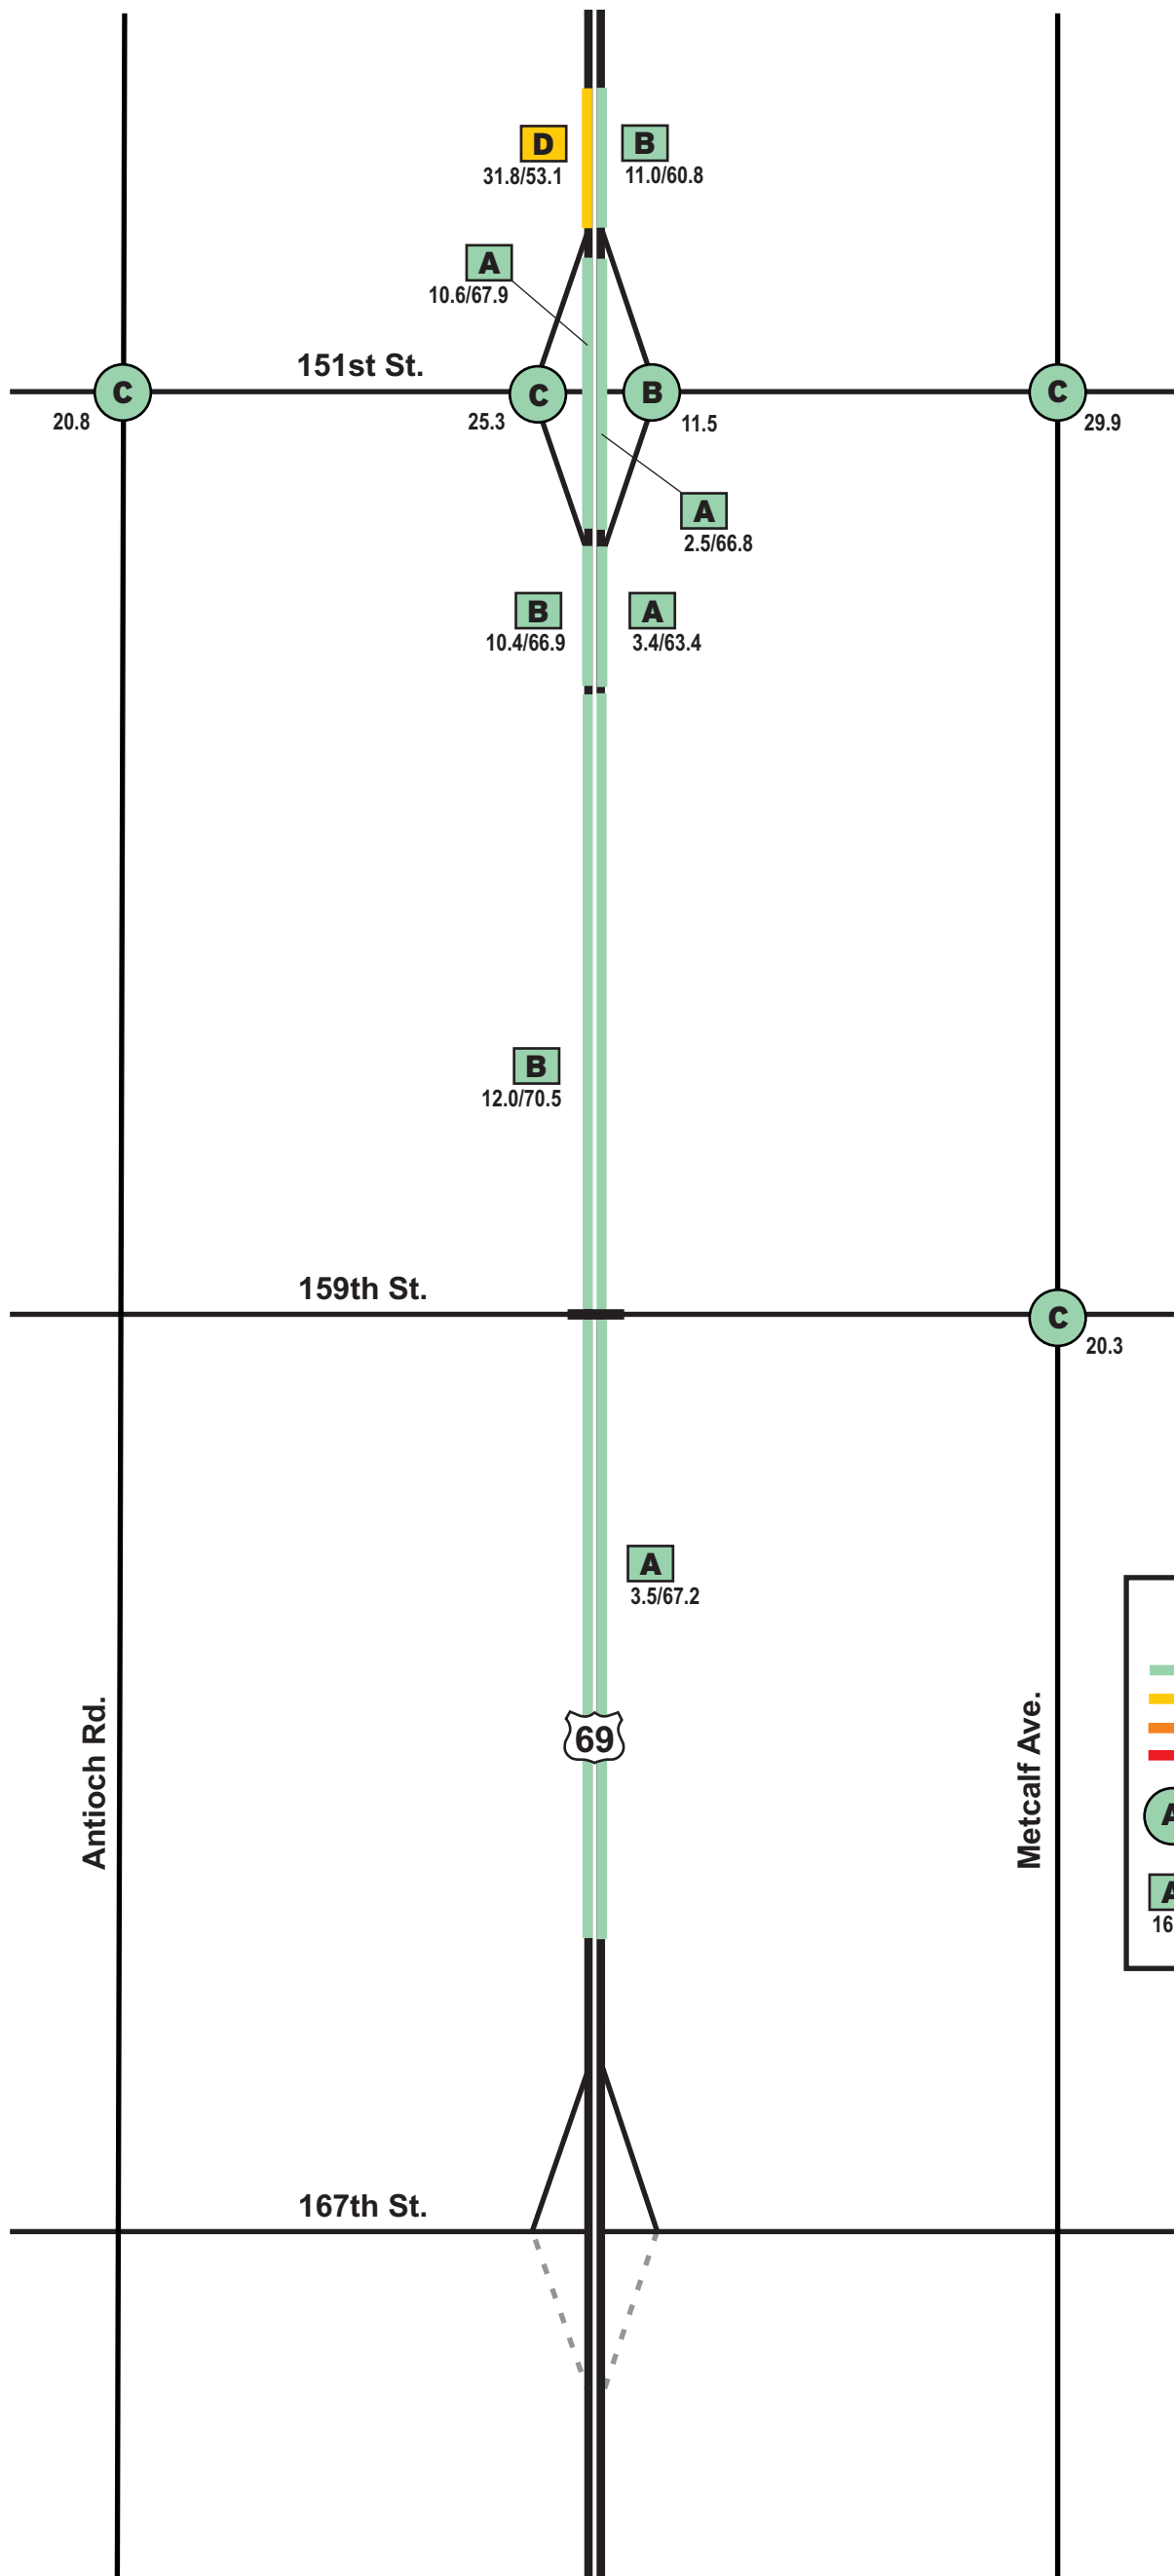 D
31.8/53.1
B
11.0/60.8
A
10.6/67.9
151st St.
C
20.8
C
25.3
B
11.5
C
29.9
A
2.5/66.8
B
10.4/66.9
A
3.4/63.4
B
12.0/70.5
159th St.
C
20.3
A
3.5/67.2
69
Antioch Rd.
Metcalf Ave.
A
A
16
167th St.